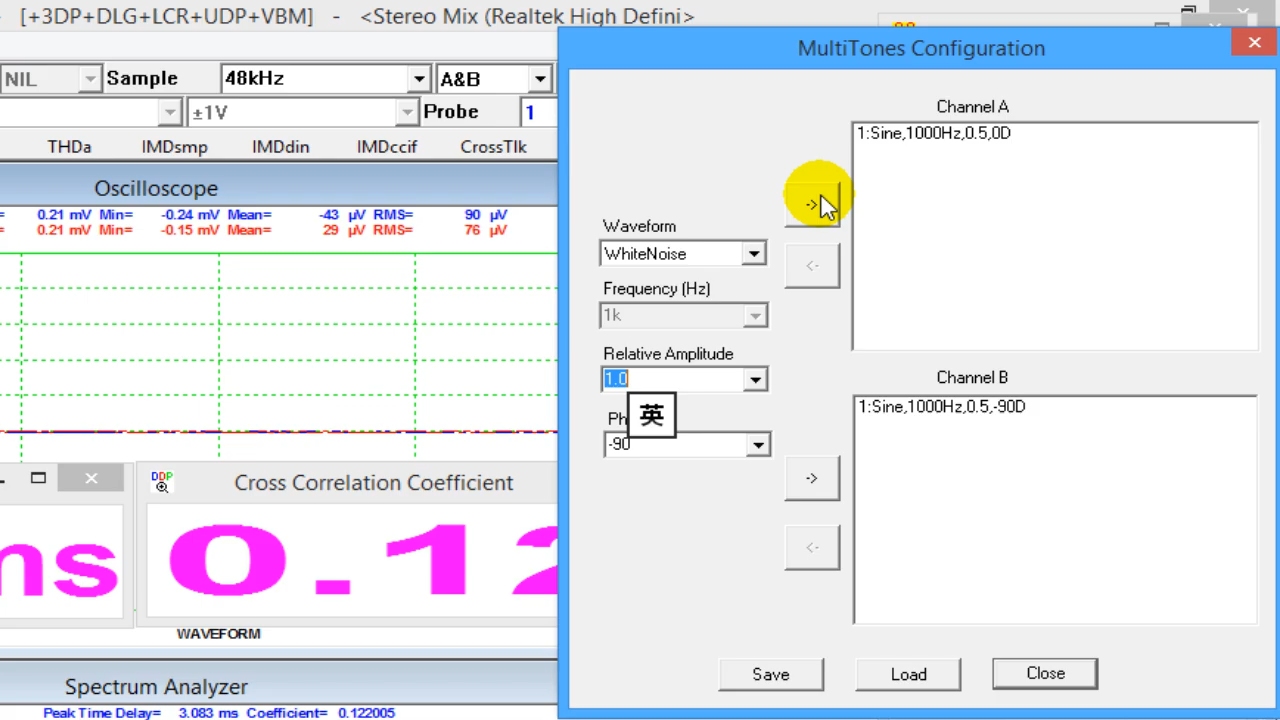 [+3DP+DLG+LCR+UDP+VBM] - <Stereo Mix (Realtek High Defini>
MultiTones Configuration
NIL Sample 48kHz A&B
±1V Probe 1
THDa IMDsmp IMDdin IMDccif CrossTlk
Oscilloscope
= 0.21 mV Min= -0.24 mV Mean= -43 µV RMS= 90 µV
= 0.21 mV Min= -0.15 mV Mean= 29 µV RMS= 76 µV
Channel A
1:Sine,1000Hz,0.5,0D
->
<-
Waveform
WhiteNoise
Frequency (Hz)
1k
Relative Amplitude
1.0
英
Ph
-90
Channel B
1:Sine,1000Hz,0.5,-90D
->
<-
DDP
Cross Correlation Coefficient
ms
0.12
WAVEFORM
Save Load Close
Spectrum Analyzer
Peak Time Delay= 3.083 ms Coefficient= 0.122005